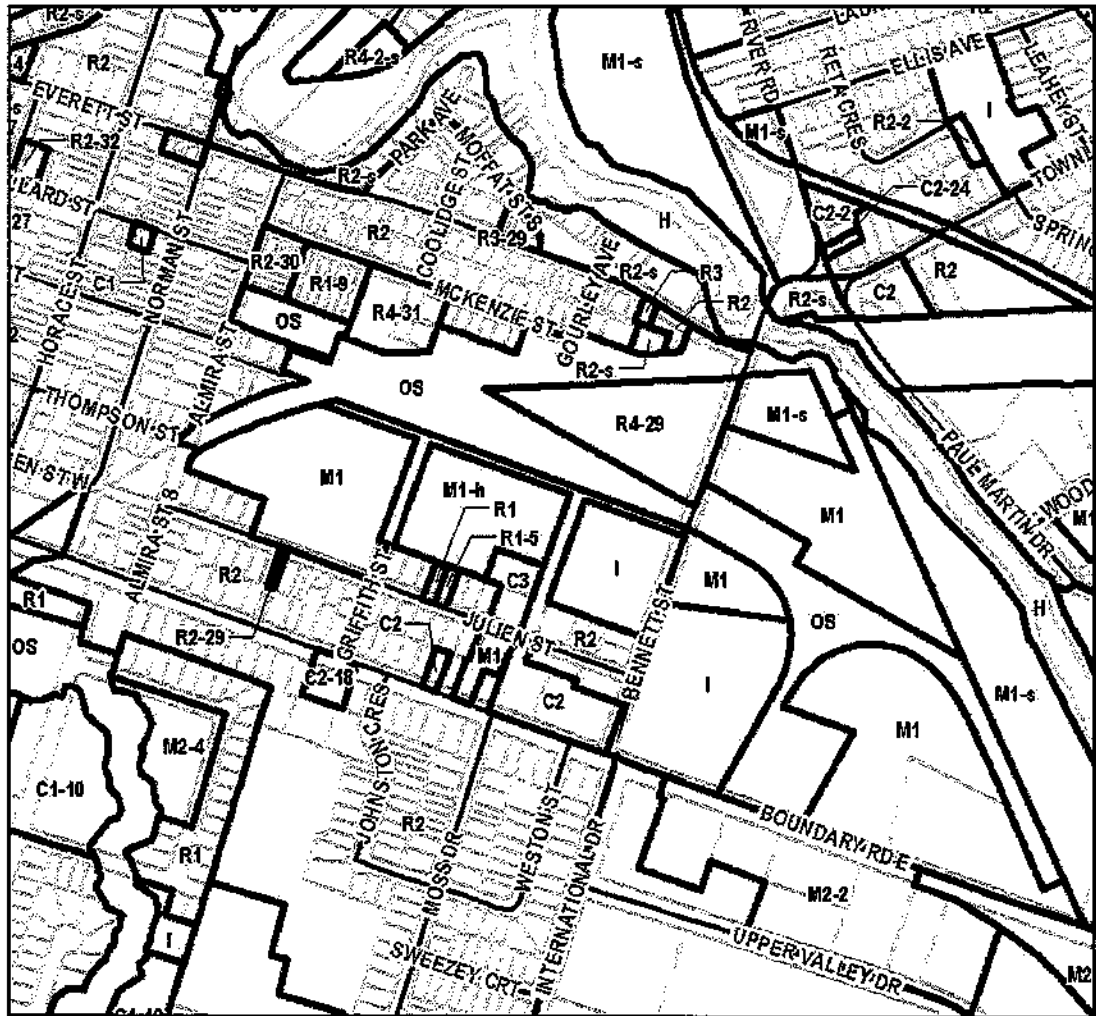 R2-s
R2
R4-2-s
M1-s
RIVER RD
RETA CRES
ELLIS AVE
LEAHEY ST
R2-2
I
EVERETT ST
R2-32
PARK AVE
MOFFAT ST
M1-s
C2-24
27
R2-s
COOLIDGE ST
R2
R3-29
H
C2-2
C1
HORACE ST
NORMAN ST
R2-30
R1-9
GOURLEY AVE
R2-s
R3
R2
R2-s
C2
R2
OS
R4-31
MCKENZIE ST
R2-s
ALMIRA ST
THOMPSON ST
OS
R4-29
M1-s
EN ST W
M1
M1-h
R1
R1-5
M1
PAUL MARTIN DR
M1
ALMIRA ST S
R2
GRIFFITH ST
C3
I
M1
BENNETT ST
R1
R2-29
C2
JULIEN ST
R2
OS
H
OS
C2-18
M1
C2
I
M1-s
M2-4
M1
C1-10
JOHNSTON CRES
R2
MOSS DR
WESTON ST
INTERNATIONAL DR
BOUNDARY RD E
R1
M2-2
I
SWEEZEY CRT
UPPER VALLEY DR
M2